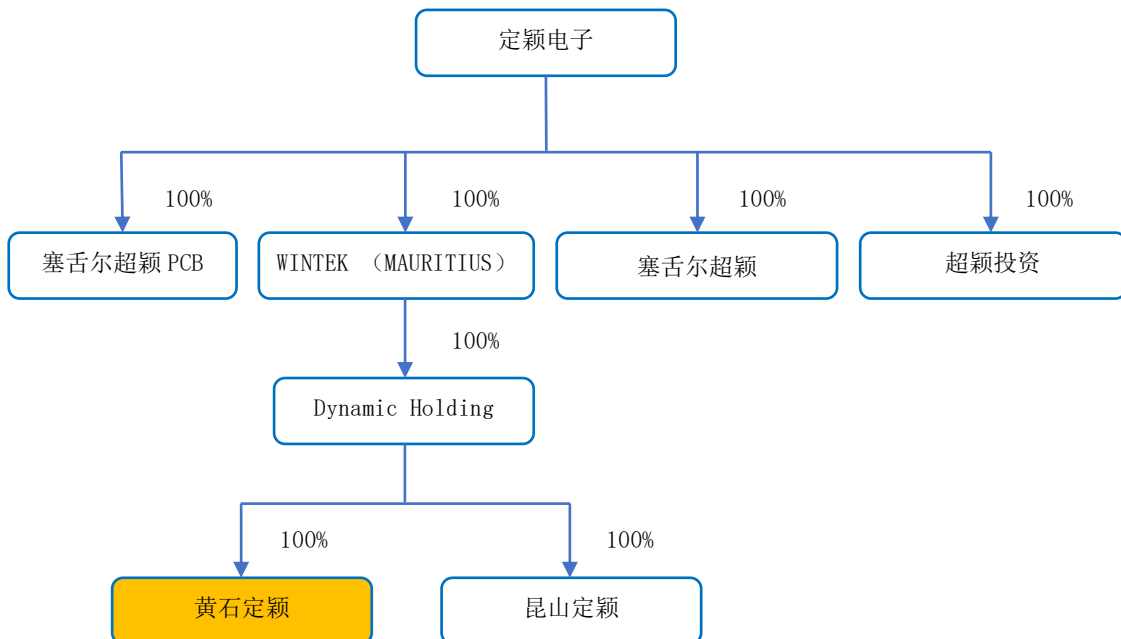 定颖电子
100%
100%
100%
100%
塞舌尔超颖 PCB
WINTEK （MAURITIUS）
塞舌尔超颖
超颖投资
100%
Dynamic Holding
100%
100%
黄石定颖
昆山定颖